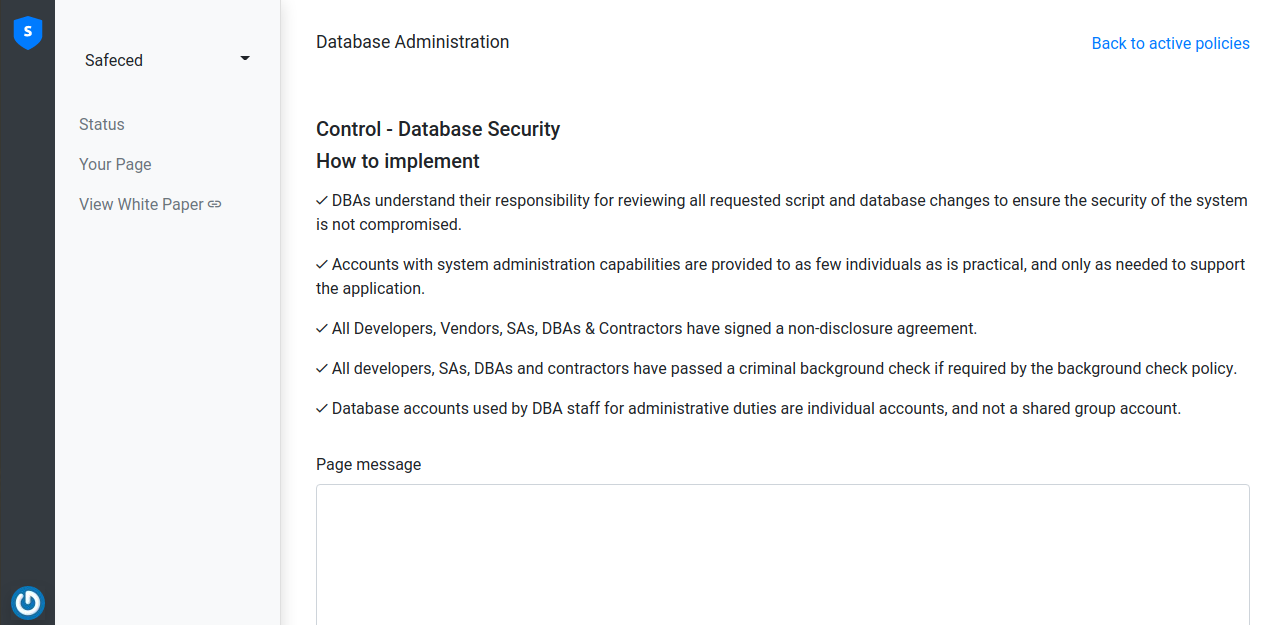 S
Safeced
Status
Your Page
View White Paper
Database Administration
Back to active policies
Control - Database Security
How to implement
✓ DBAs understand their responsibility for reviewing all requested script and database changes to ensure the security of the system
is not compromised.
✓ Accounts with system administration capabilities are provided to as few individuals as is practical, and only as needed to support
the application.
✓ All Developers, Vendors, SAs, DBAs & Contractors have signed a non-disclosure agreement.
✓ All developers, SAs, DBAs and contractors have passed a criminal background check if required by the background check policy.
✓ Database accounts used by DBA staff for administrative duties are individual accounts, and not a shared group account.
Page message